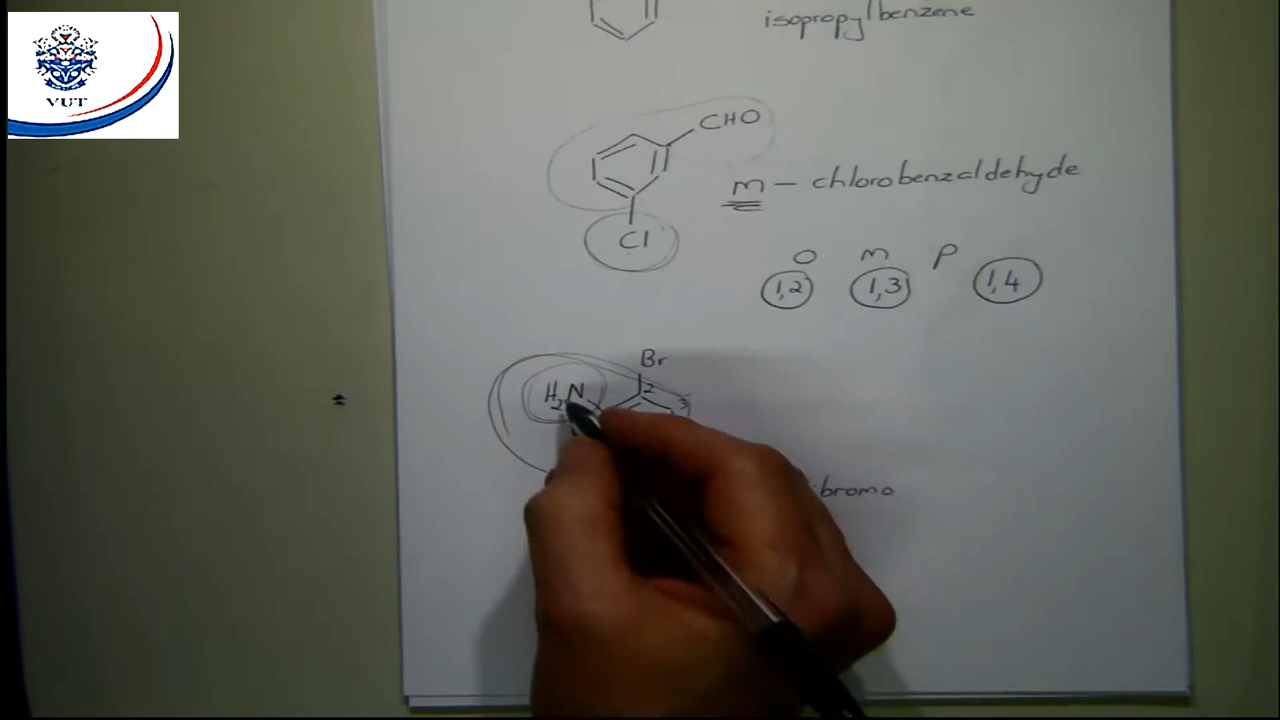 VUT
isopropylbenzene
CHO
m - chlorobenzaldehyde
Cl
o m p
1,2 1,3 1,4
Br
H2N 2 3
bromo